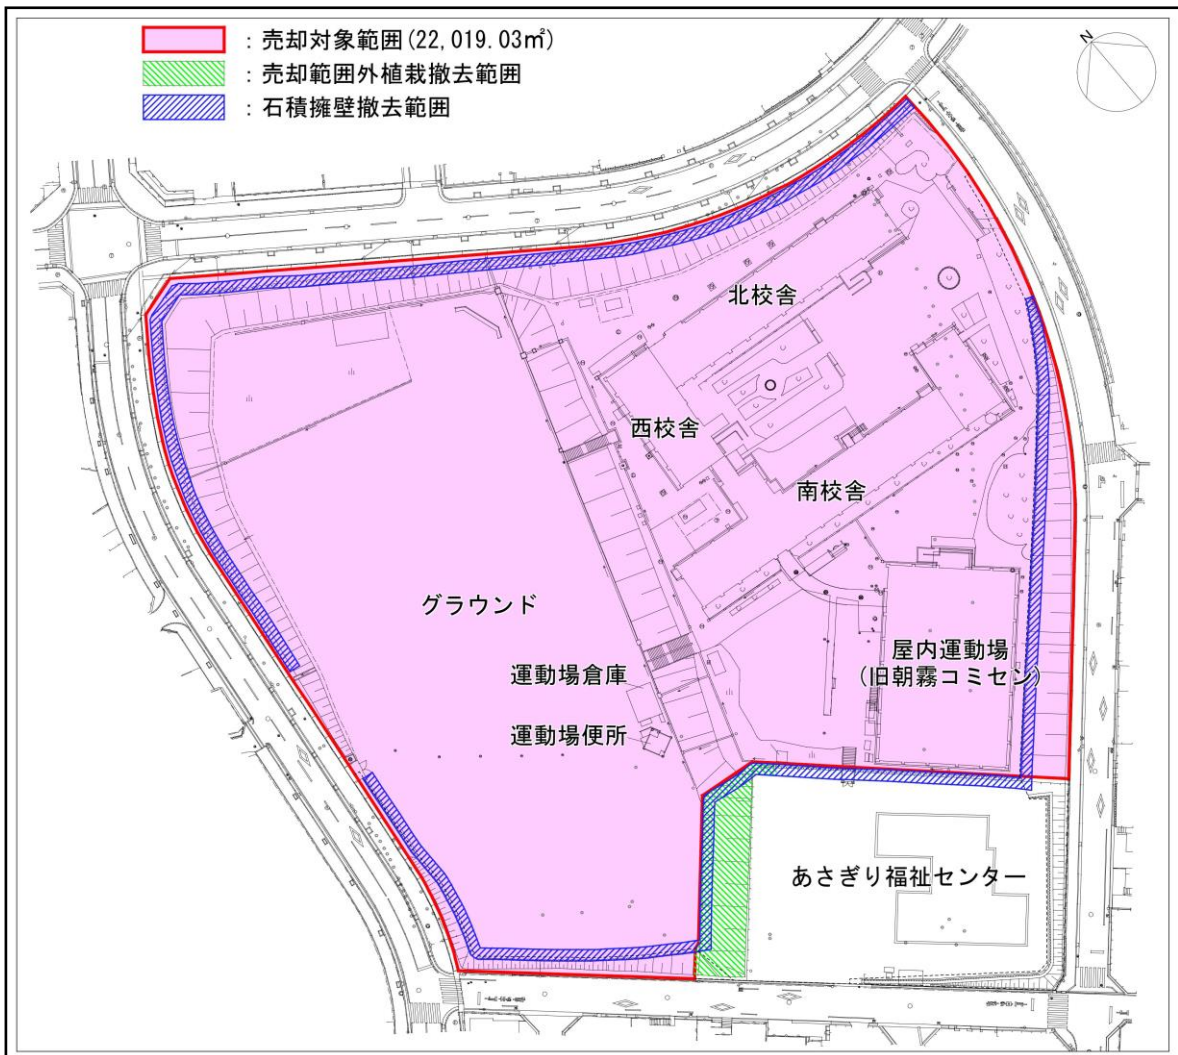 ：売却対象範囲(22,019.03㎡)
：売却範囲外植栽撤去範囲
：石積擁壁撤去範囲
N
北校舎
西校舎
南校舎
グラウンド
屋内運動場
(旧朝霧コミセン)
運動場倉庫
運動場便所
あさぎり福祉センター